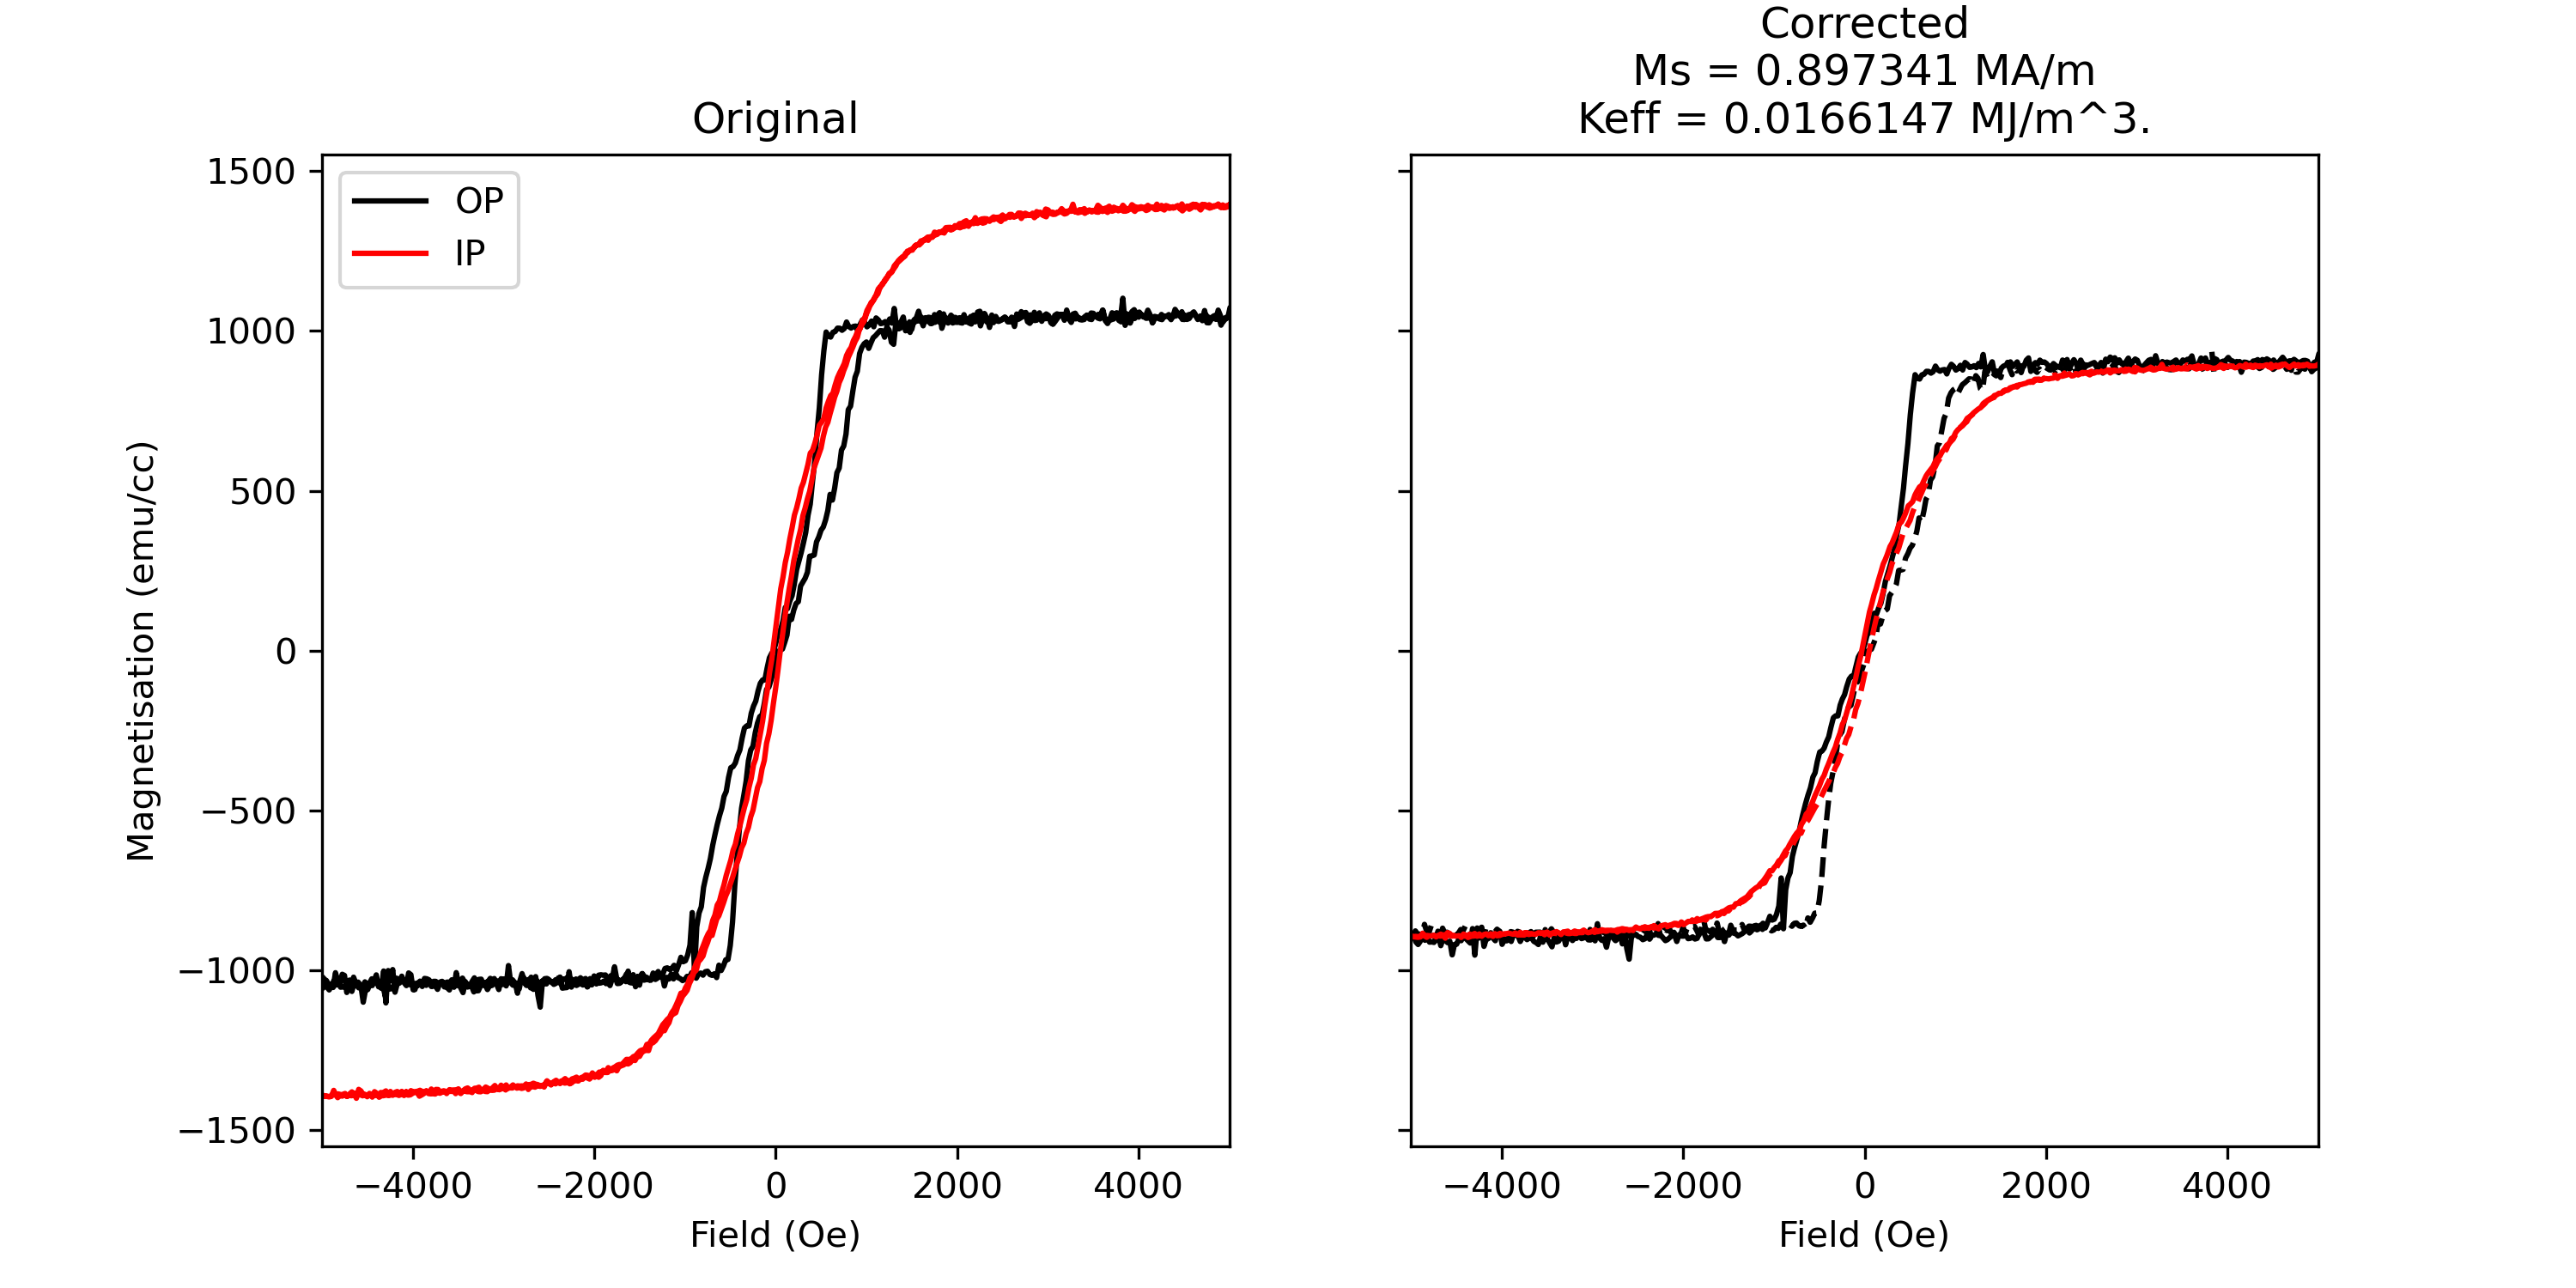 Original
OP
IP
1500
1000
500
0
−500
−1000
−1500
Magnetisation (emu/cc)
−4000 −2000 0 2000 4000
Field (Oe)
Corrected
Ms = 0.897341 MA/m
Keff = 0.0166147 MJ/m^3.
−4000 −2000 0 2000 4000
Field (Oe)